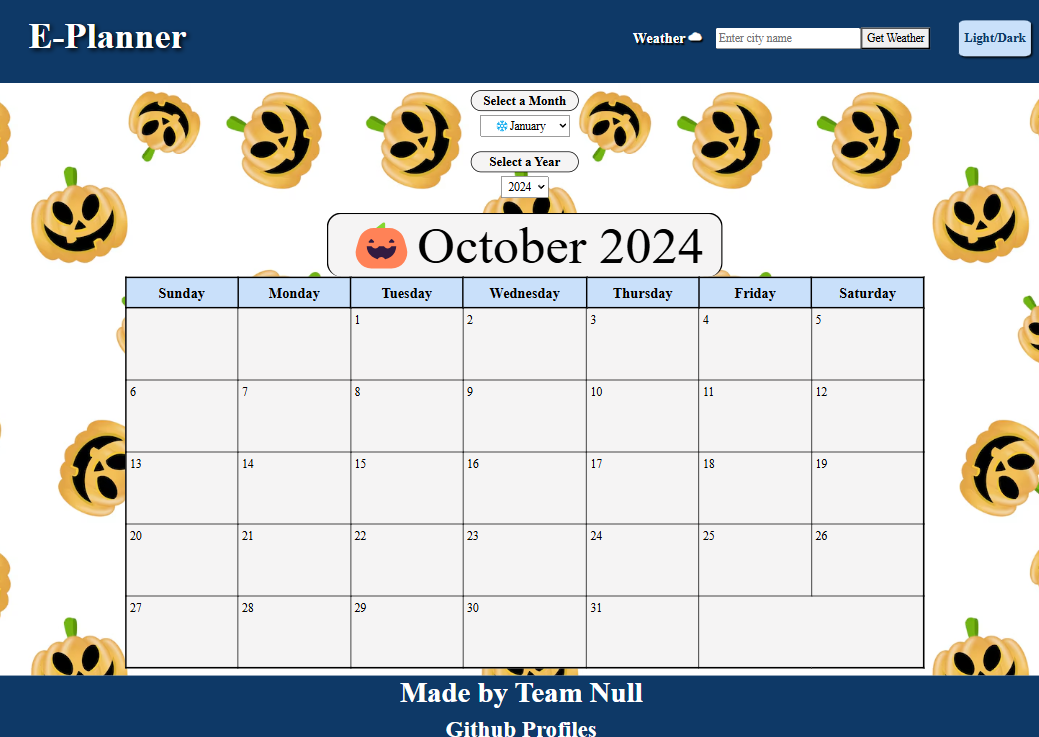 E-Planner
Weather☁ Enter city name Get Weather Light/Dark
Select a Month
❄January
Select a Year
2024
🎃 October 2024
Sunday Monday Tuesday Wednesday Thursday Friday Saturday
1 2 3 4 5
6 7 8 9 10 11 12
13 14 15 16 17 18 19
20 21 22 23 24 25 26
27 28 29 30 31
Made by Team Null
Github Profiles